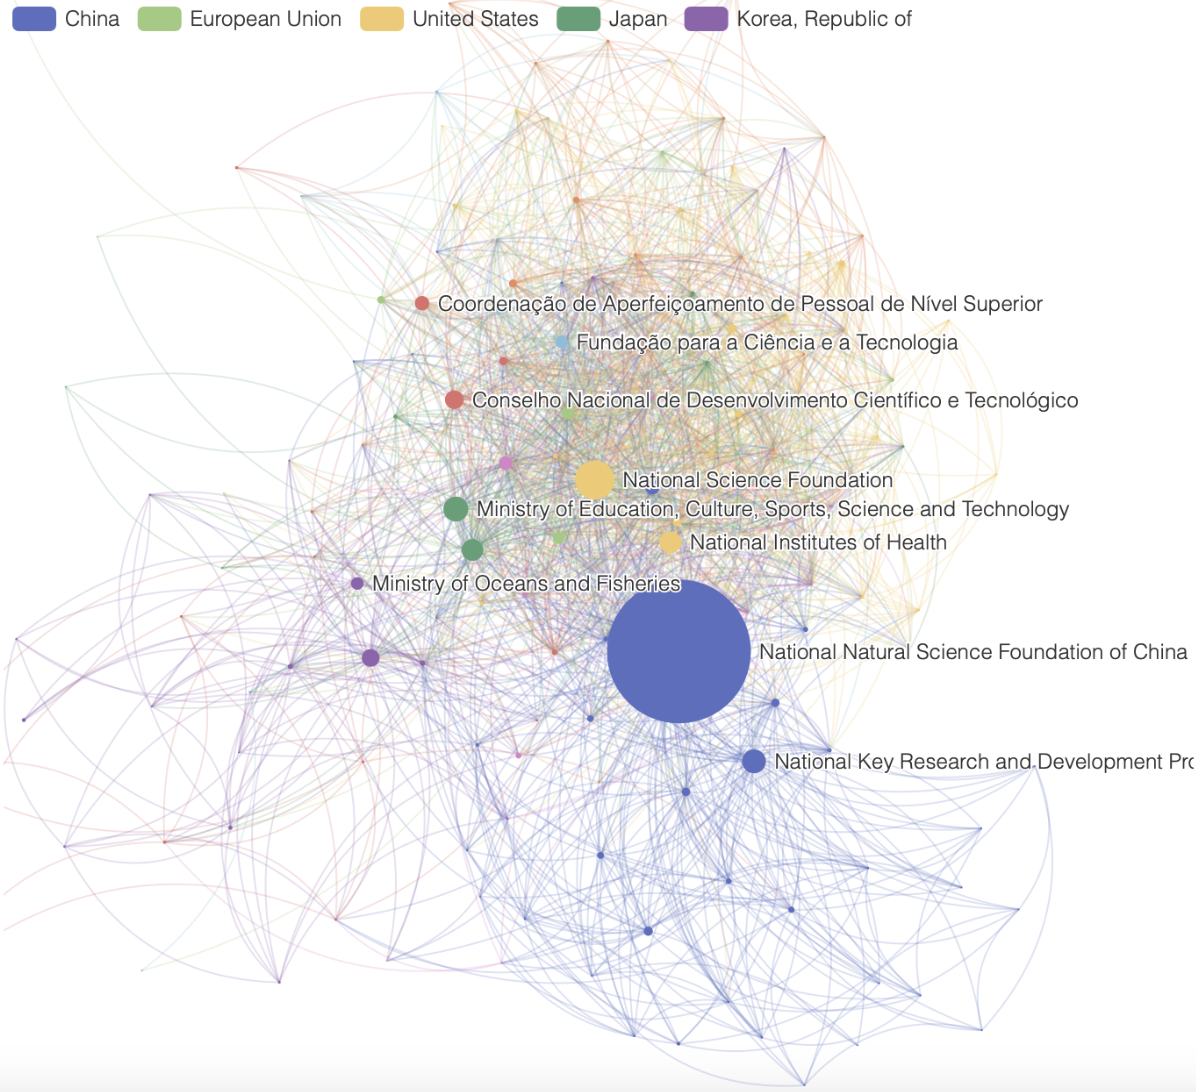 China
European Union
United States
Japan
Korea, Republic of
Coordenação de Aperfeiçoamento de Pessoal de Nível Superior
Fundação para a Ciência e a Tecnologia
Conselho Nacional de Desenvolvimento Científico e Tecnológico
National Science Foundation
Ministry of Education, Culture, Sports, Science and Technology
National Institutes of Health
Ministry of Oceans and Fisheries
National Natural Science Foundation of China
National Key Research and Development Pro